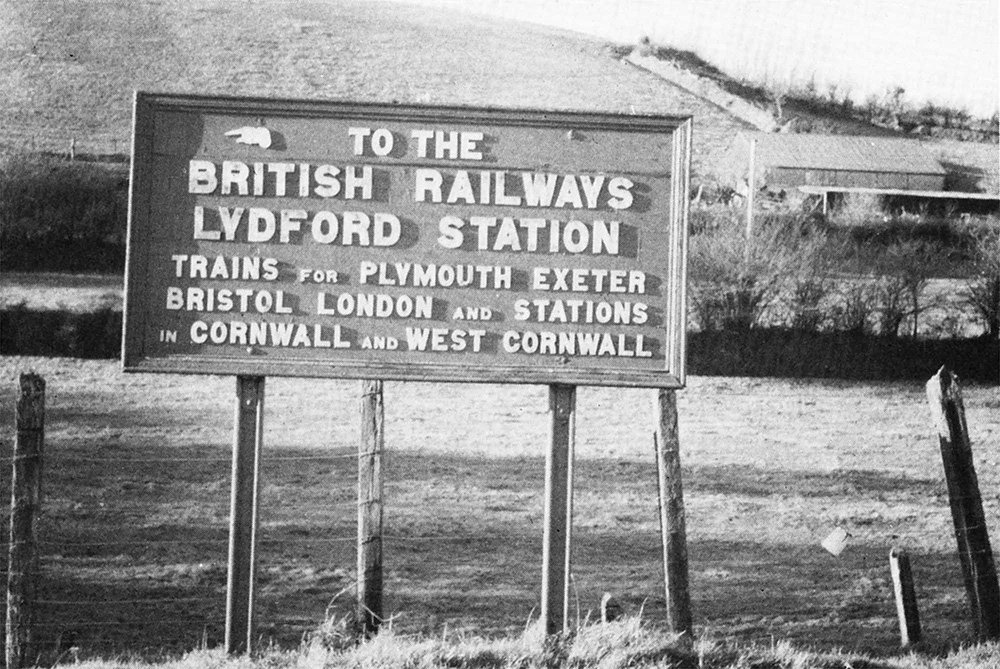 TO THE
BRITISH RAILWAYS
LYDFORD STATION
TRAINS FOR PLYMOUTH EXETER
BRISTOL LONDON AND STATIONS
IN CORNWALL AND WEST CORNWALL